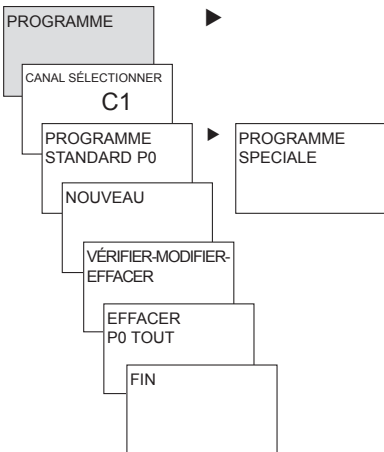 PROGRAMME
CANAL SÉLECTIONNER
C1
PROGRAMME
STANDARD P0
PROGRAMME
SPECIALE
NOUVEAU
VÉRIFIER-MODIFIER-
EFFACER
EFFACER
P0 TOUT
FIN